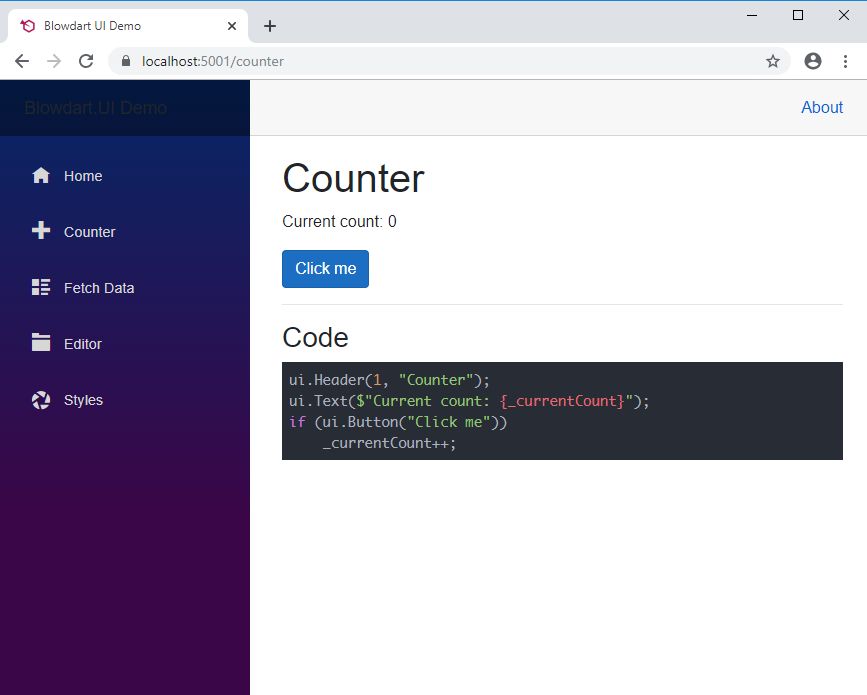 Blowdart UI Demo
localhost:5001/counter
Blowdart.UI Demo
About
Home
Counter
Fetch Data
Editor
Styles
Counter
Current count: 0
Click me
Code
ui.Header(1, "Counter");
ui.Text($"Current count: {_currentCount}");
if (ui.Button("Click me"))
    _currentCount++;